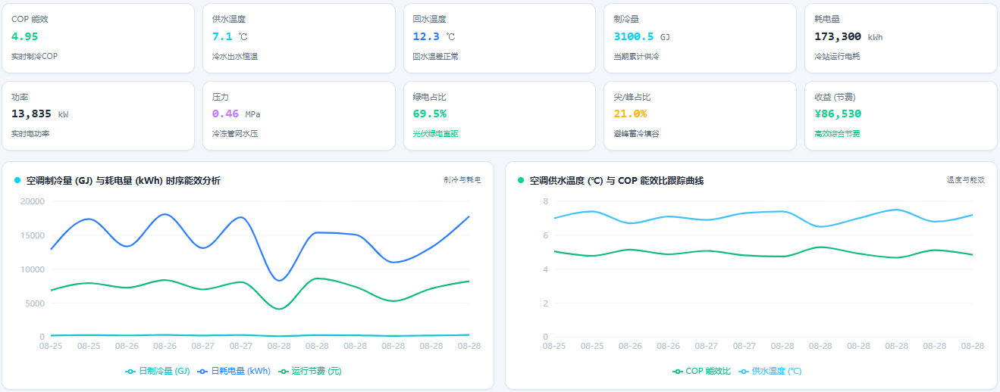 COP 能效
4.95
实时制冷COP
供水温度
7.1 ℃
冷水出水恒温
回水温度
12.3 ℃
回水温差正常
制冷量
3100.5 GJ
当期累计供冷
耗电量
173,300 kWh
冷站运行电耗
功率
13,835 kW
实时电功率
压力
0.46 MPa
冷冻管网水压
绿电占比
69.5%
光伏绿电直驱
尖/峰占比
21.0%
避峰蓄冷填谷
收益 (节费)
¥86,530
高效综合节费
空调制冷量 (GJ) 与耗电量 (kWh) 时序能效分析
制冷与耗电
20000
15000
10000
5000
0
08-25 08-25 08-26 08-26 08-27 08-27 08-28 08-28 08-28 08-28 08-28 08-28
日制冷量 (GJ) 日耗电量 (kWh) 运行节费 (元)
空调供水温度 (℃) 与 COP 能效比跟踪曲线
温度与能效
8
6
4
2
0
08-25 08-25 08-26 08-26 08-27 08-27 08-28 08-28 08-28 08-28 08-28 08-28
COP 能效比 供水温度 (℃)